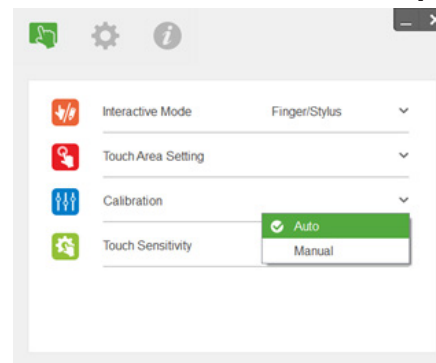 Interactive Mode Finger/Stylus
Touch Area Setting
Calibration
Auto
Touch Sensitivity
Manual